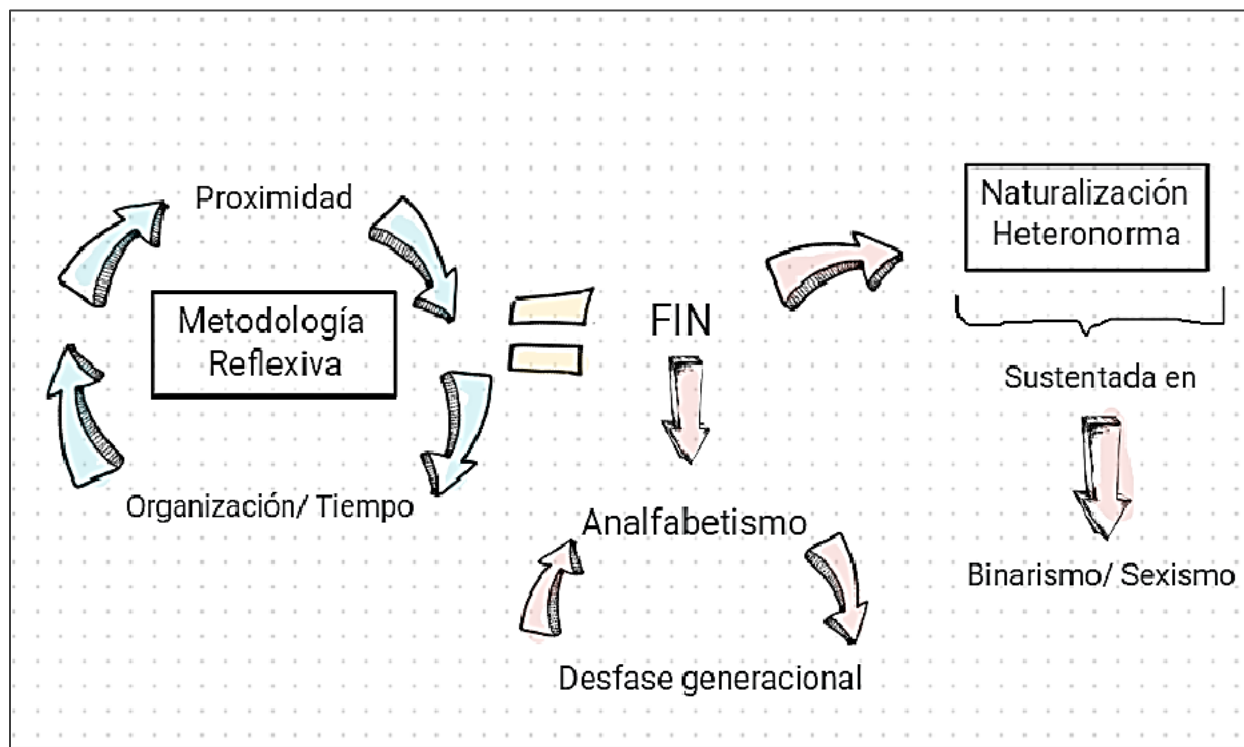 Proximidad
Metodología
Reflexiva
Organización/ Tiempo
FIN
Analfabetismo
Desfase generacional
Naturalización
Heteronorma
Sustentada en
Binarismo/ Sexismo